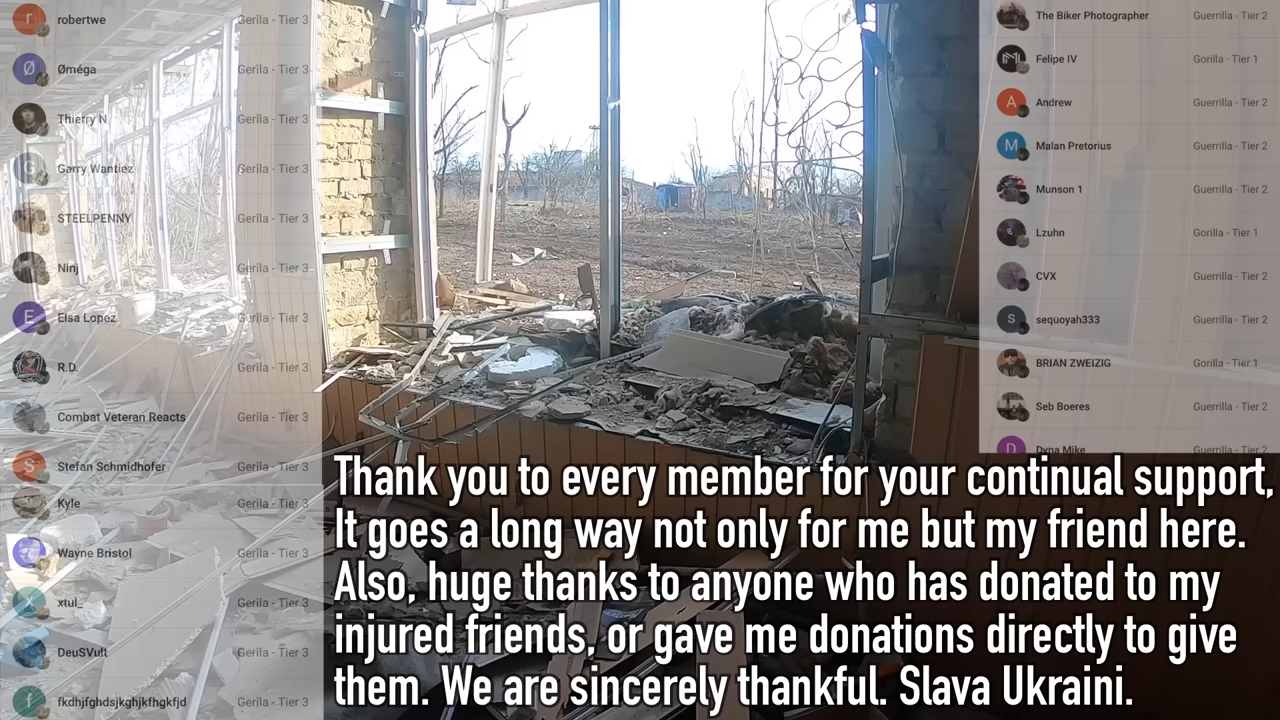 robertwe Gerila - Tier 3
Øméga Gerila - Tier 3
Thierry N Gerila - Tier 3
Garry Wantiez Gerila - Tier 3
STEELPENNY Gerila - Tier 3
Ninj Gerila - Tier 3
Elsa Lopez Gerila - Tier 3
R.D. Gerila - Tier 3
Combat Veteran Reacts Gerila - Tier 3
Stefan Schmidhofer Gerila - Tier 3
Kyle Gerila - Tier 3
Wayne Bristol Gerila - Tier 3
xtul_ Gerila - Tier 3
DeuSVult Gerila - Tier 3
fkdhjfghdsjkghjkfhgkfjd Gerila - Tier 3
The Biker Photographer Guerrilla - Tier 2
Felipe IV Gorilla - Tier 1
Andrew Guerrilla - Tier 2
Malan Pretorius Guerrilla - Tier 2
Munson 1 Guerrilla - Tier 2
Lzuhn Gorilla - Tier 1
CVX Guerrilla - Tier 2
sequoyah333 Guerrilla - Tier 2
BRIAN ZWEIZIG Gorilla - Tier 1
Seb Boeres Guerrilla - Tier 2
Dyna Mike Guerrilla - Tier 2
Thank you to every member for your continual support,
It goes a long way not only for me but my friend here.
Also, huge thanks to anyone who has donated to my
injured friends, or gave me donations directly to give
them. We are sincerely thankful. Slava Ukraini.